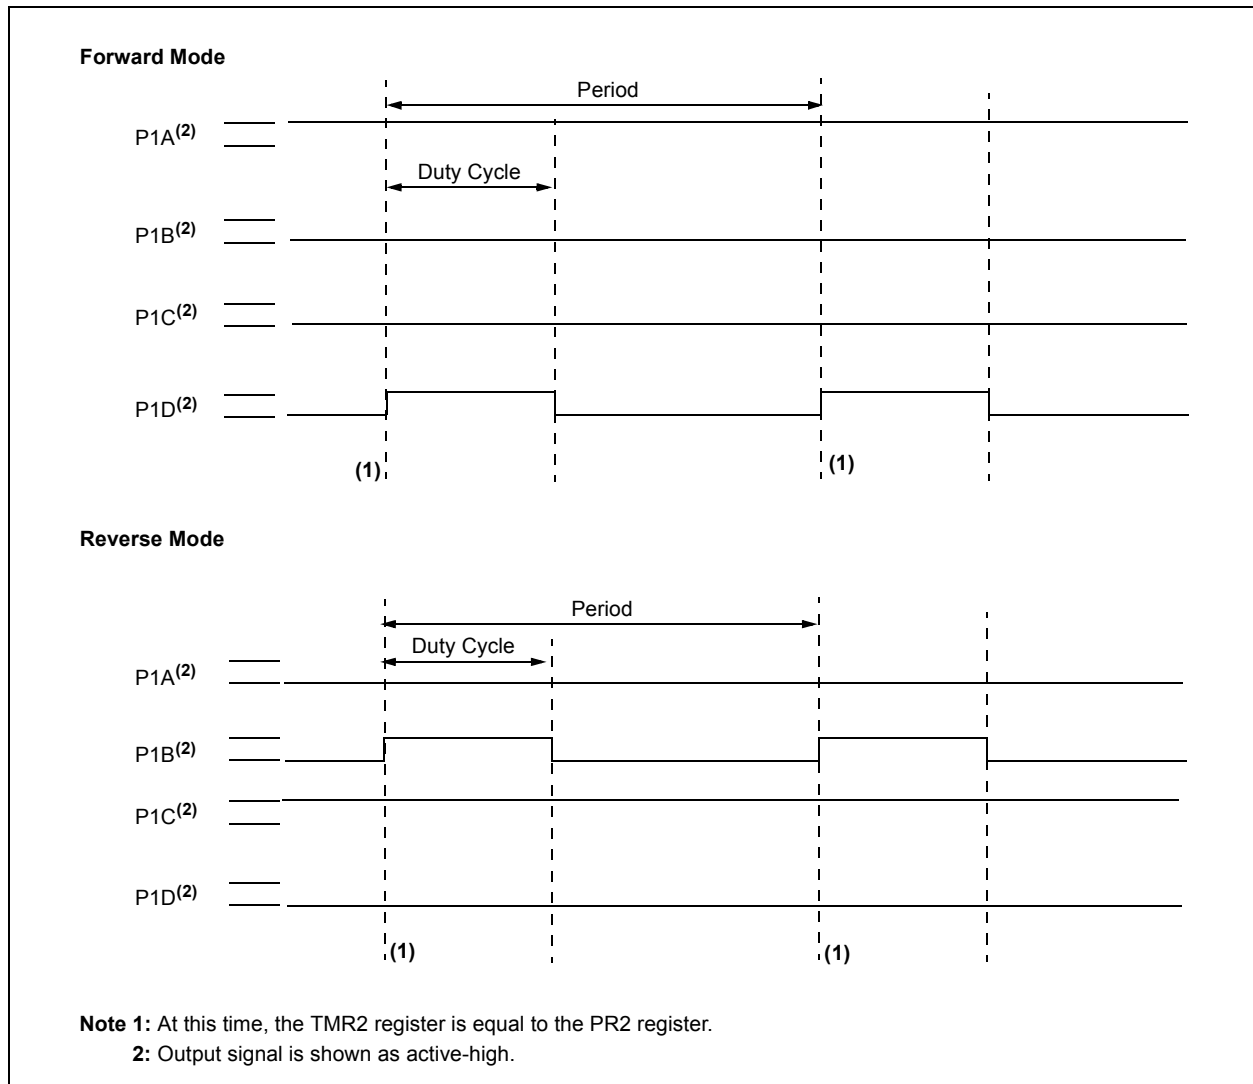 Forward Mode
Period
P1A(2)
Duty Cycle
P1B(2)
P1C(2)
P1D(2)
(1)
(1)
Reverse Mode
Period
Duty Cycle
P1A(2)
P1B(2)
P1C(2)
P1D(2)
(1)
(1)
Note 1: At this time, the TMR2 register is equal to the PR2 register.
2: Output signal is shown as active-high.